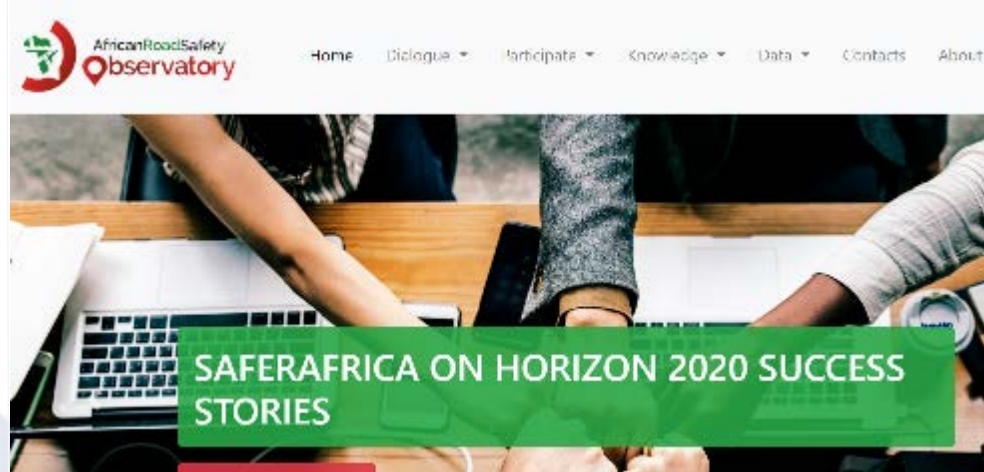 AfricanRoadSafety
Observatory
Home Dialogue Participate Knowledge Data Contacts About
SAFERAFRICA ON HORIZON 2020 SUCCESS
STORIES